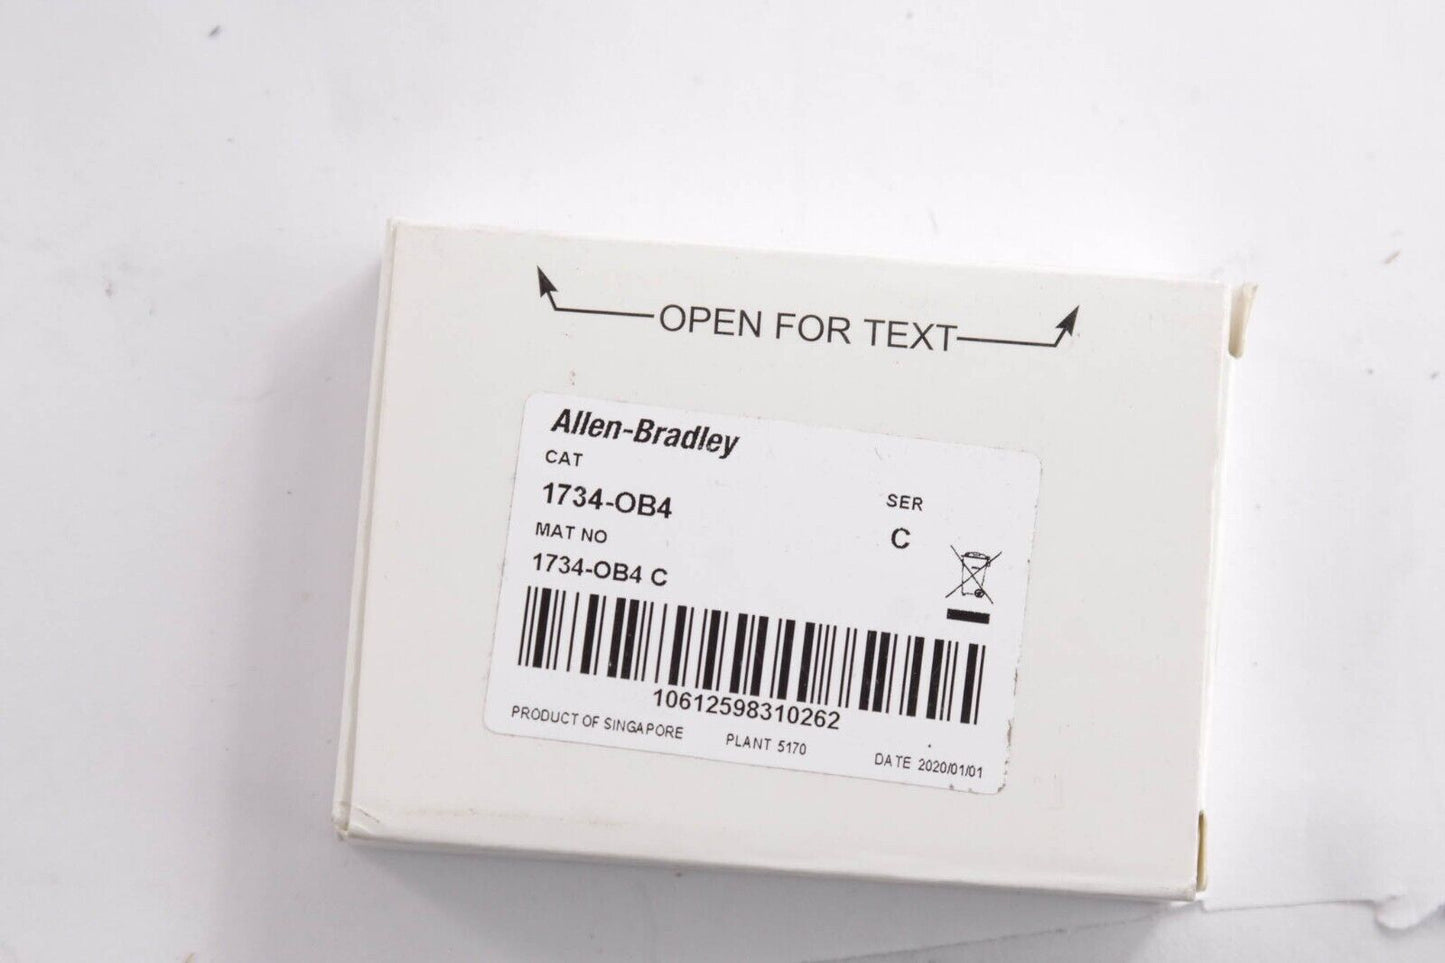 OPEN FOR TEXT
Allen-Bradley
CAT
1734-OB4
SER
C
MAT NO
1734-OB4 C
10612598310262
PRODUCT OF SINGAPORE PLANT 5170 DATE 2020/01/01